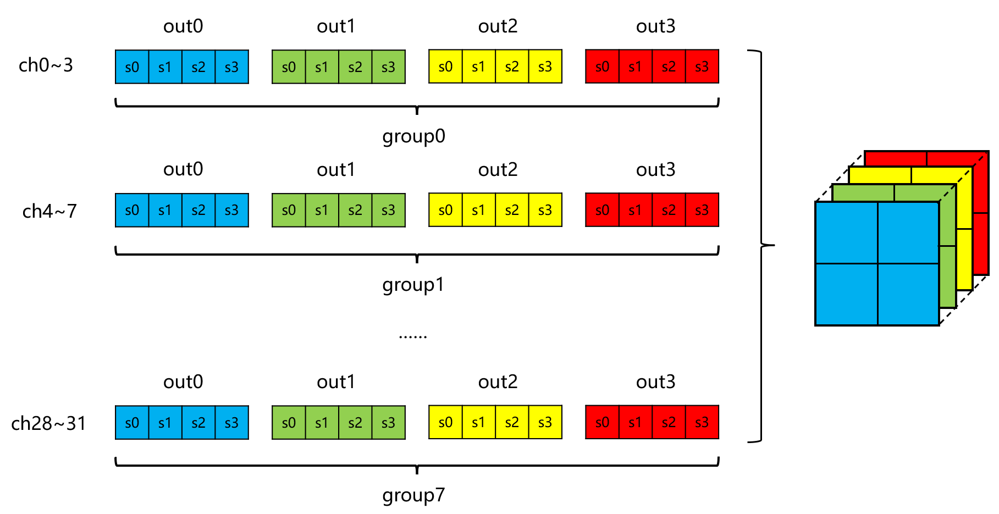 out0 out1 out2 out3
ch0~3 s0 s1 s2 s3 s0 s1 s2 s3 s0 s1 s2 s3 s0 s1 s2 s3
group0
out0 out1 out2 out3
ch4~7 s0 s1 s2 s3 s0 s1 s2 s3 s0 s1 s2 s3 s0 s1 s2 s3
group1
......
out0 out1 out2 out3
ch28~31 s0 s1 s2 s3 s0 s1 s2 s3 s0 s1 s2 s3 s0 s1 s2 s3
group7